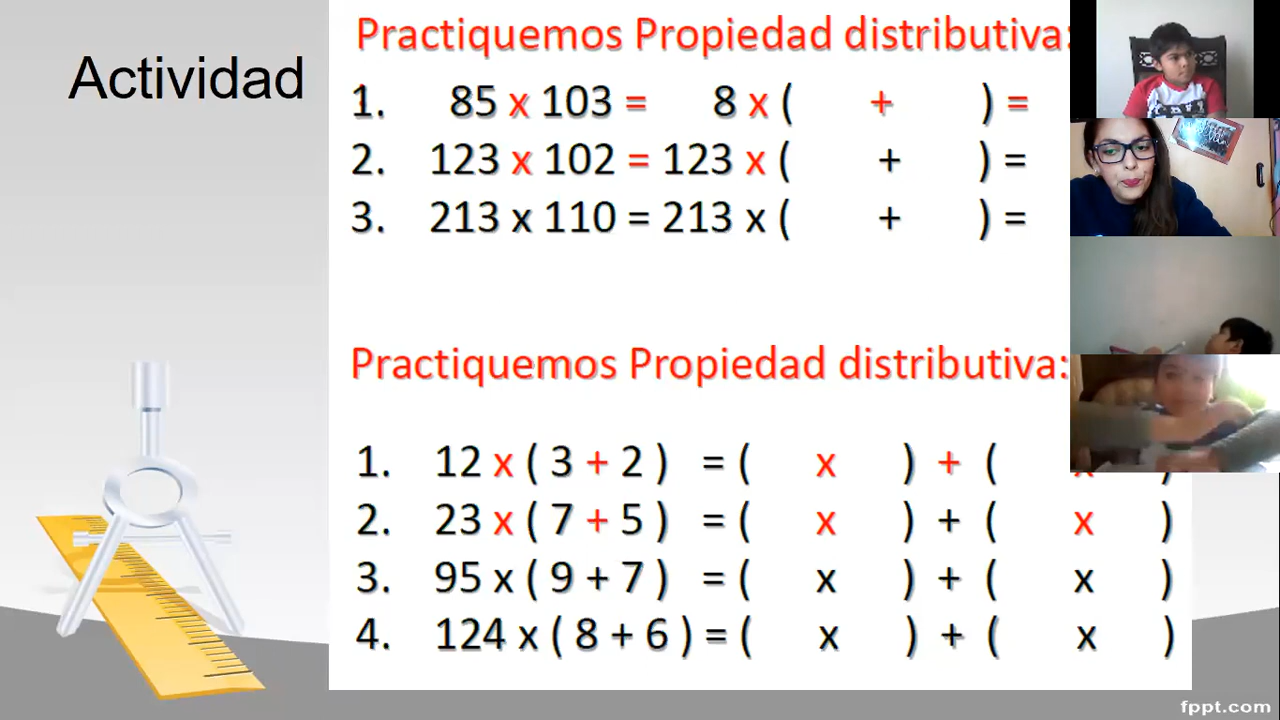 Actividad
Practiquemos Propiedad distributiva:
1. 85 x 103 = 8 x ( + ) =
2. 123 x 102 = 123 x ( + ) =
3. 213 x 110 = 213 x ( + ) =
Practiquemos Propiedad distributiva:
1. 12 x ( 3 + 2 ) = ( x ) + ( x )
2. 23 x ( 7 + 5 ) = ( x ) + ( x )
3. 95 x ( 9 + 7 ) = ( x ) + ( x )
4. 124 x ( 8 + 6 ) = ( x ) + ( x )
fppt.com